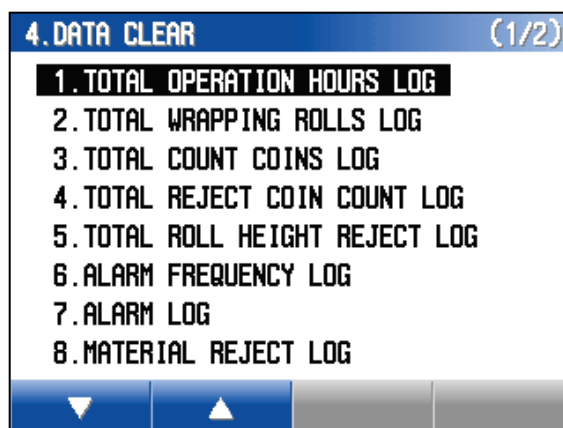 4.DATA CLEAR (1/2)
1.TOTAL OPERATION HOURS LOG
2.TOTAL WRAPPING ROLLS LOG
3.TOTAL COUNT COINS LOG
4.TOTAL REJECT COIN COUNT LOG
5.TOTAL ROLL HEIGHT REJECT LOG
6.ALARM FREQUENCY LOG
7.ALARM LOG
8.MATERIAL REJECT LOG